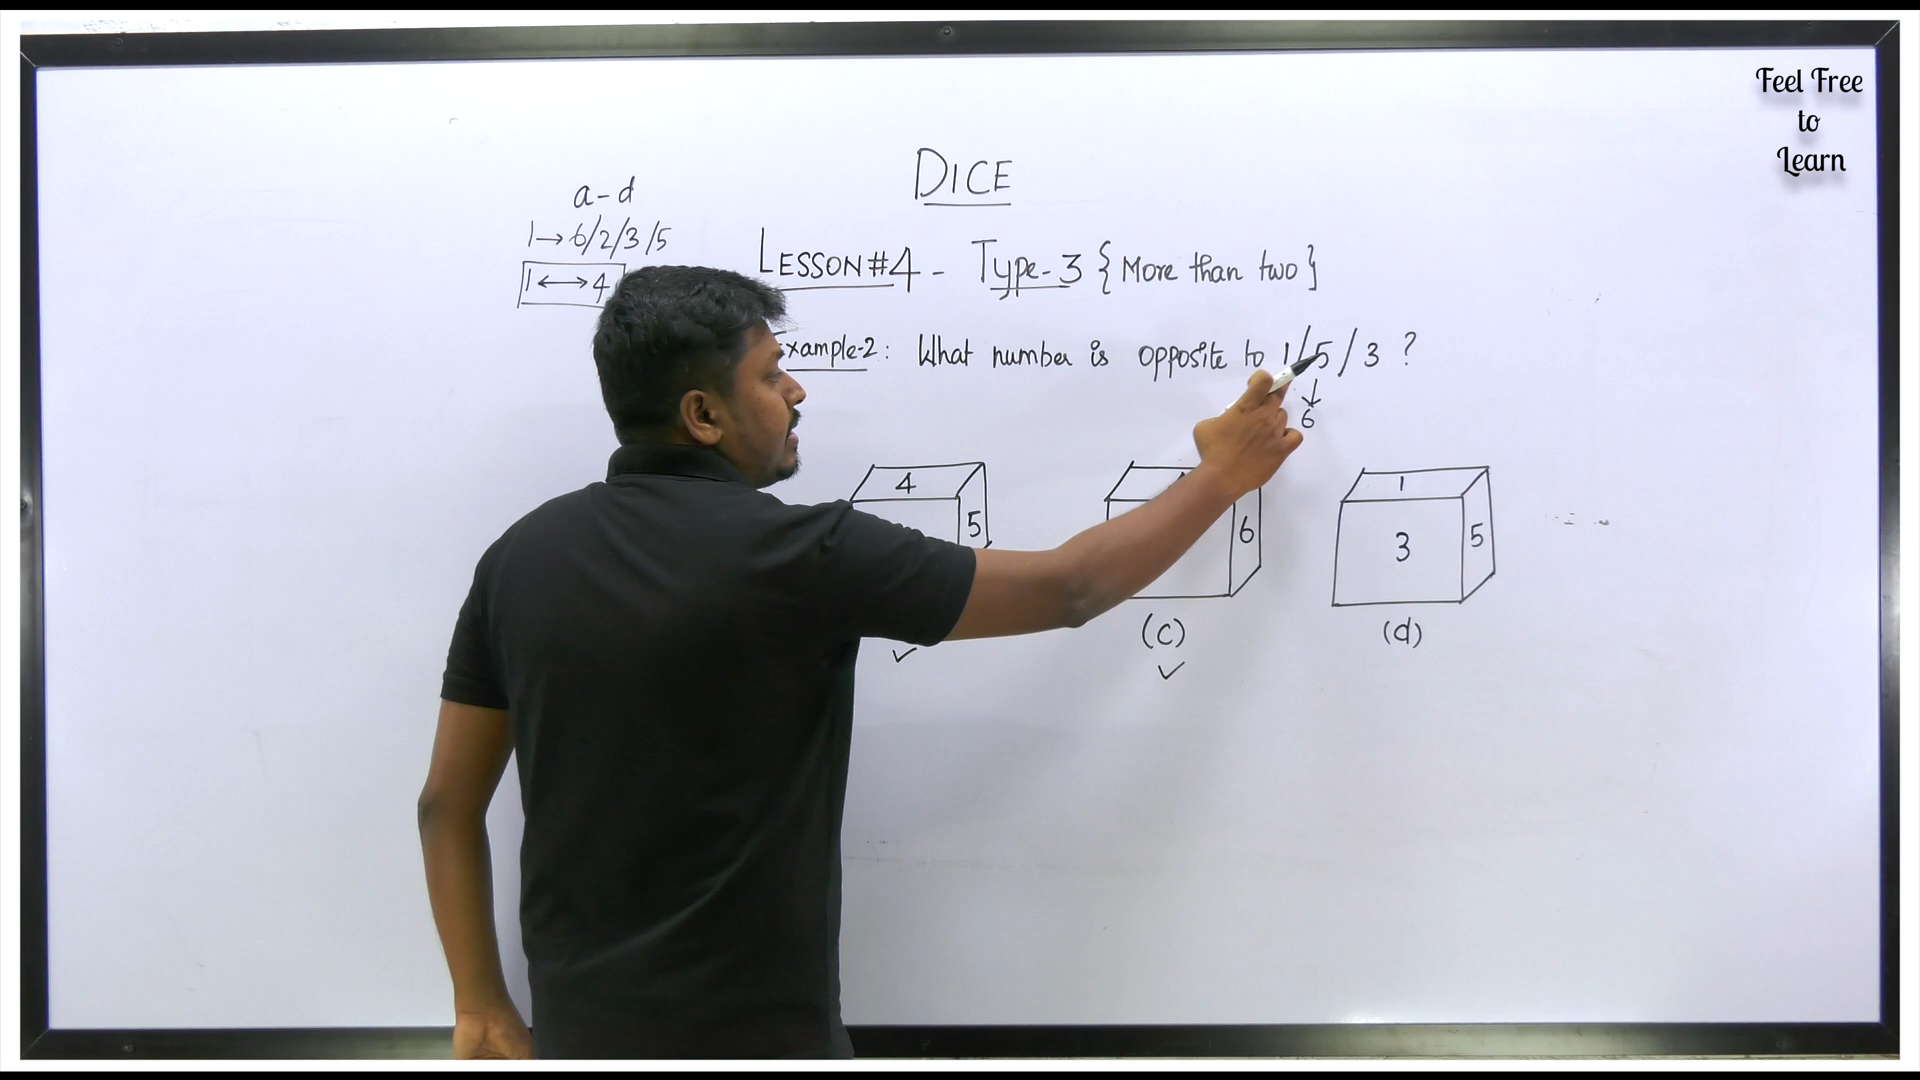 Feel Free
to
Learn
DICE
a - d
1→ 6/2/3/5
1 ⟷ 4
LESSON#4 - Type-3 {More than two}
Example-2: What number is opposite to 1/5/3 ?
↓
6
4
5
6
1
3
5
(c)
(d)
✓
✓